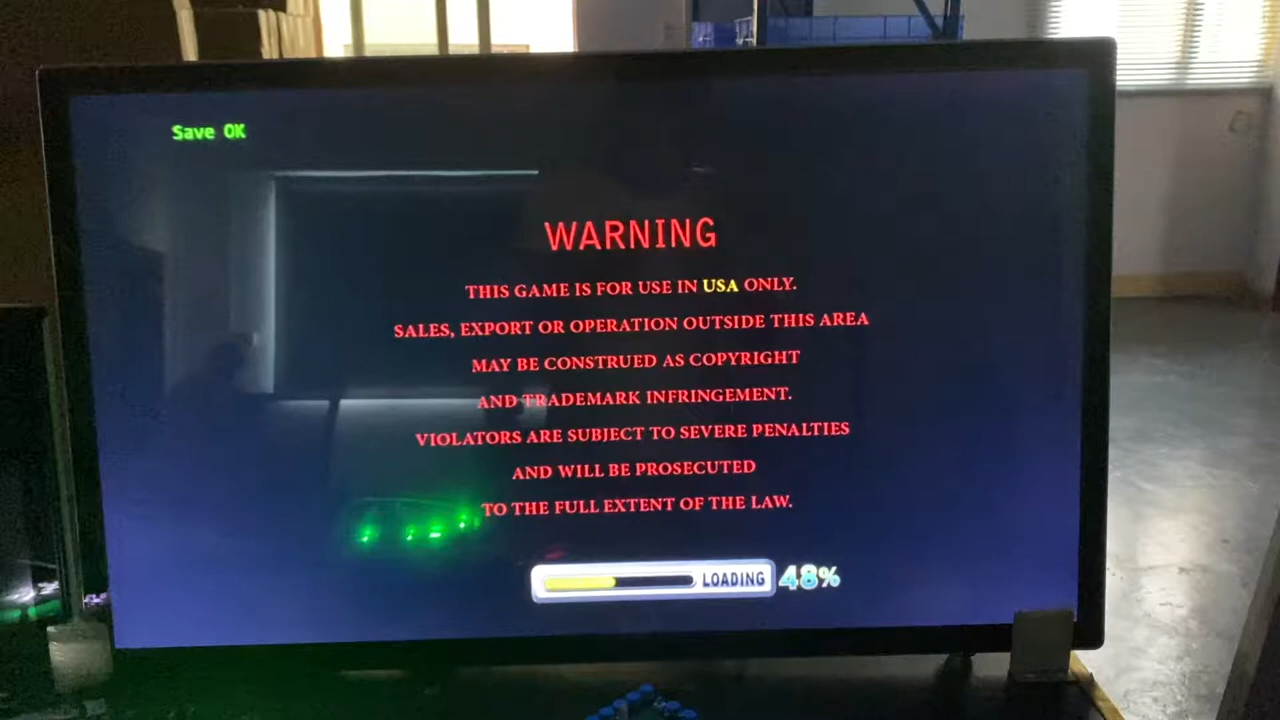 Save OK
WARNING
THIS GAME IS FOR USE IN USA ONLY.
SALES, EXPORT OR OPERATION OUTSIDE THIS AREA
MAY BE CONSTRUED AS COPYRIGHT
AND TRADEMARK INFRINGEMENT.
VIOLATORS ARE SUBJECT TO SEVERE PENALTIES
AND WILL BE PROSECUTED
TO THE FULL EXTENT OF THE LAW.
LOADING 48%